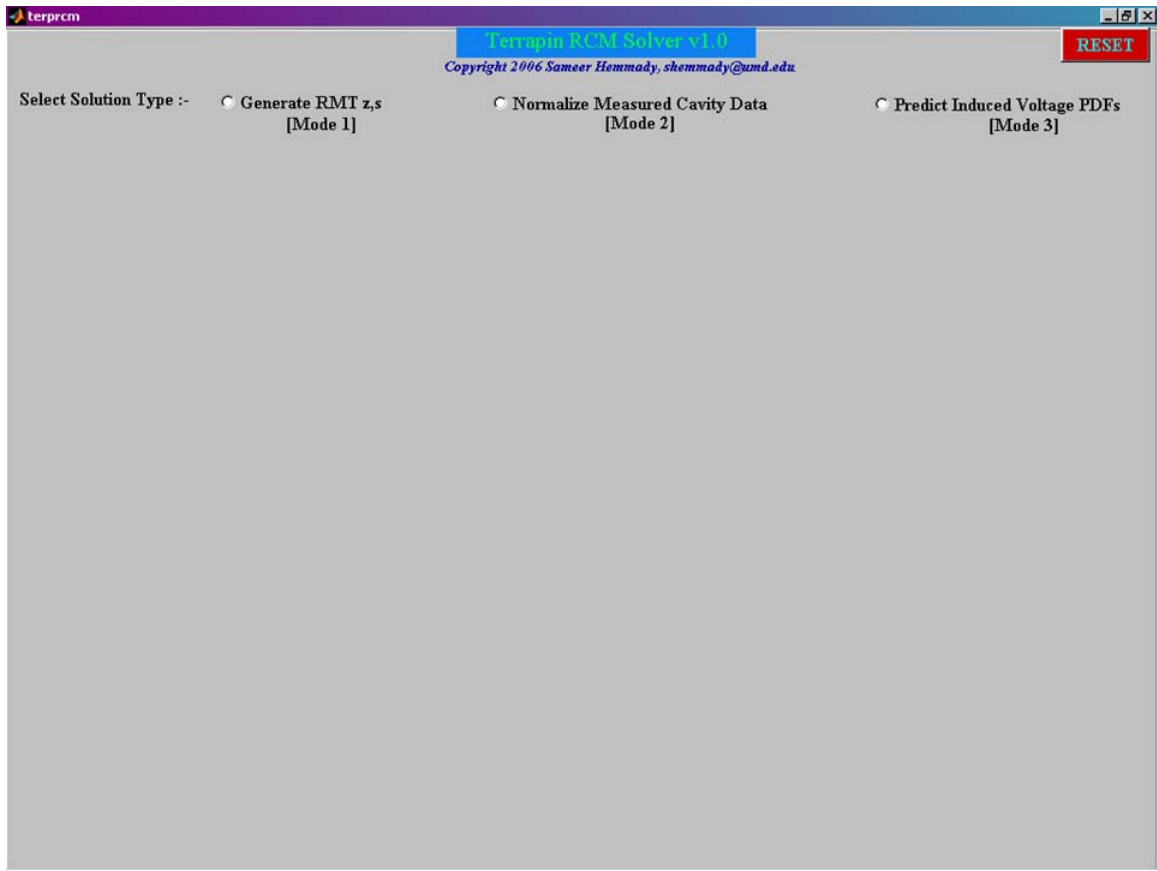 terprcm
Terrapin RCM Solver v1.0
RESET
Copyright 2006 Sameer Hemmady, shemmady@umd.edu
Select Solution Type :-
Generate RMT z,s
[Mode 1]
Normalize Measured Cavity Data
[Mode 2]
Predict Induced Voltage PDFs
[Mode 3]